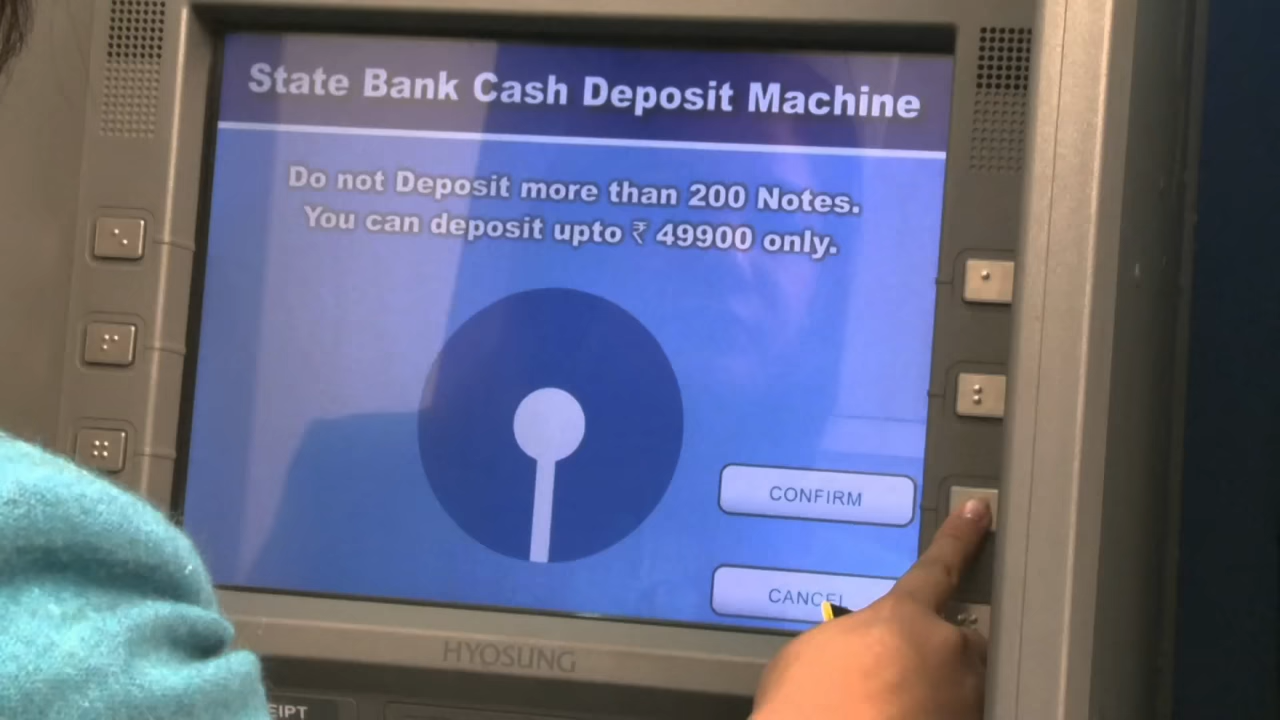 State Bank Cash Deposit Machine
Do not Deposit more than 200 Notes.
You can deposit upto ₹ 49900 only.
CONFIRM
CANCEL
HYOSUNG